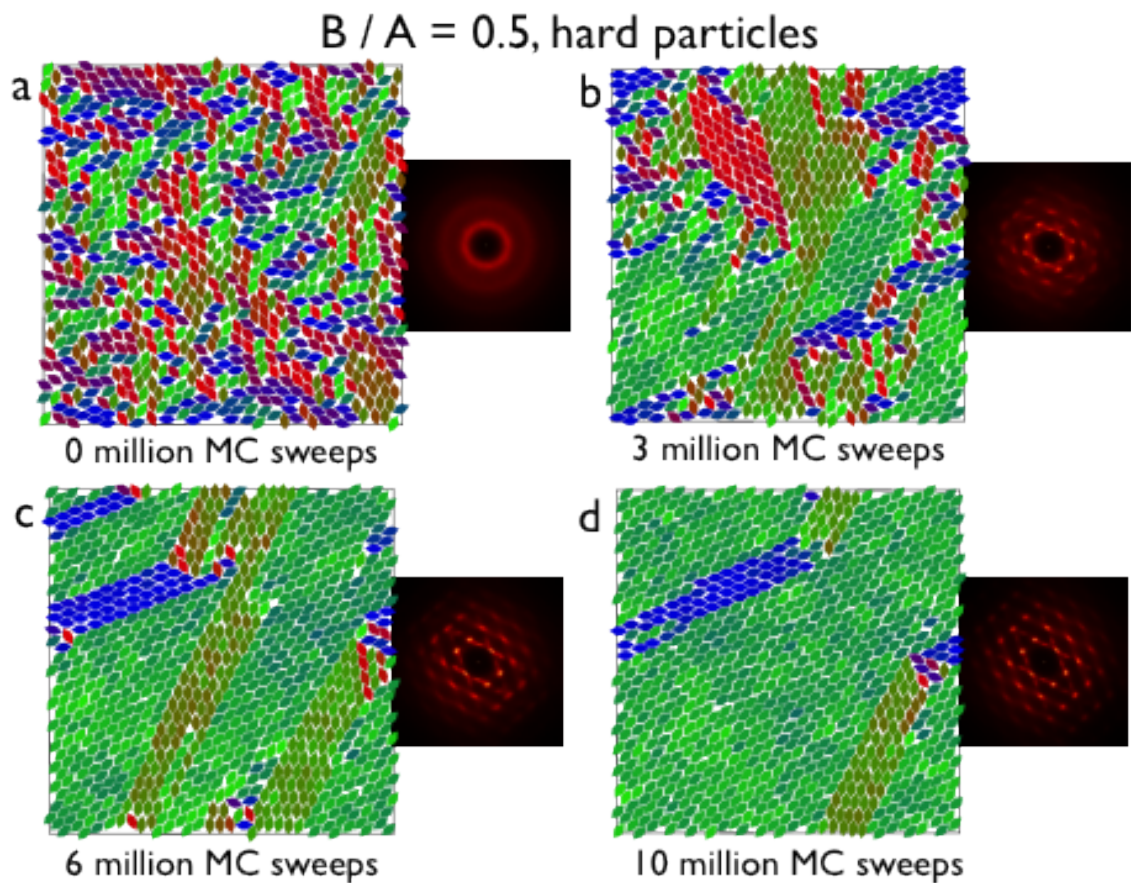 B / A = 0.5, hard particles
a
b
0 million MC sweeps
3 million MC sweeps
c
d
6 million MC sweeps
10 million MC sweeps